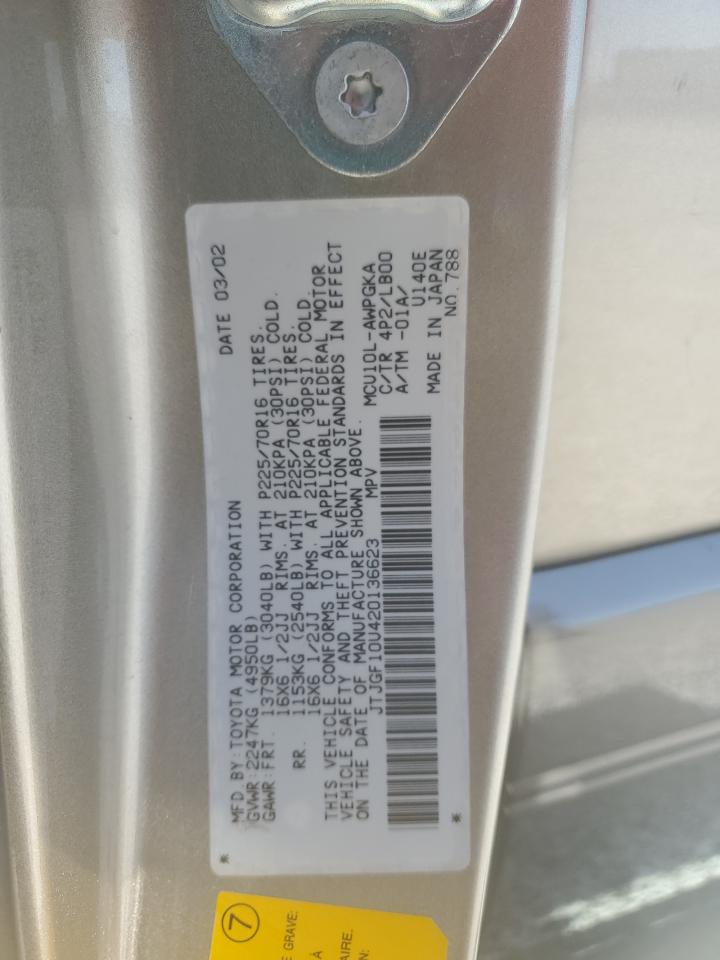 MFD. BY: TOYOTA MOTOR CORPORATION DATE 03/02
GVWR: 2247KG (4950LB)
GAWR: FRT. 1379KG (3040LB) WITH P225/70R16 TIRES.
16X6 1/2JJ RIMS. AT 210KPA (30PSI) COLD.
RR. 1153KG (2540LB) WITH P225/70R16 TIRES.
16X6 1/2JJ RIMS. AT 210KPA (30PSI) COLD.
THIS VEHICLE CONFORMS TO ALL APPLICABLE FEDERAL MOTOR
VEHICLE SAFETY AND THEFT PREVENTION STANDARDS IN EFFECT
ON THE DATE OF MANUFACTURE SHOWN ABOVE.
JTJGF10U420136623 MPV
MCU10L-AWPGKA
C/TR 4P2/LB00
A/TM -01A/
U140E
MADE IN JAPAN
* * NO. 788
7
GRAVE.
À
AIRE.